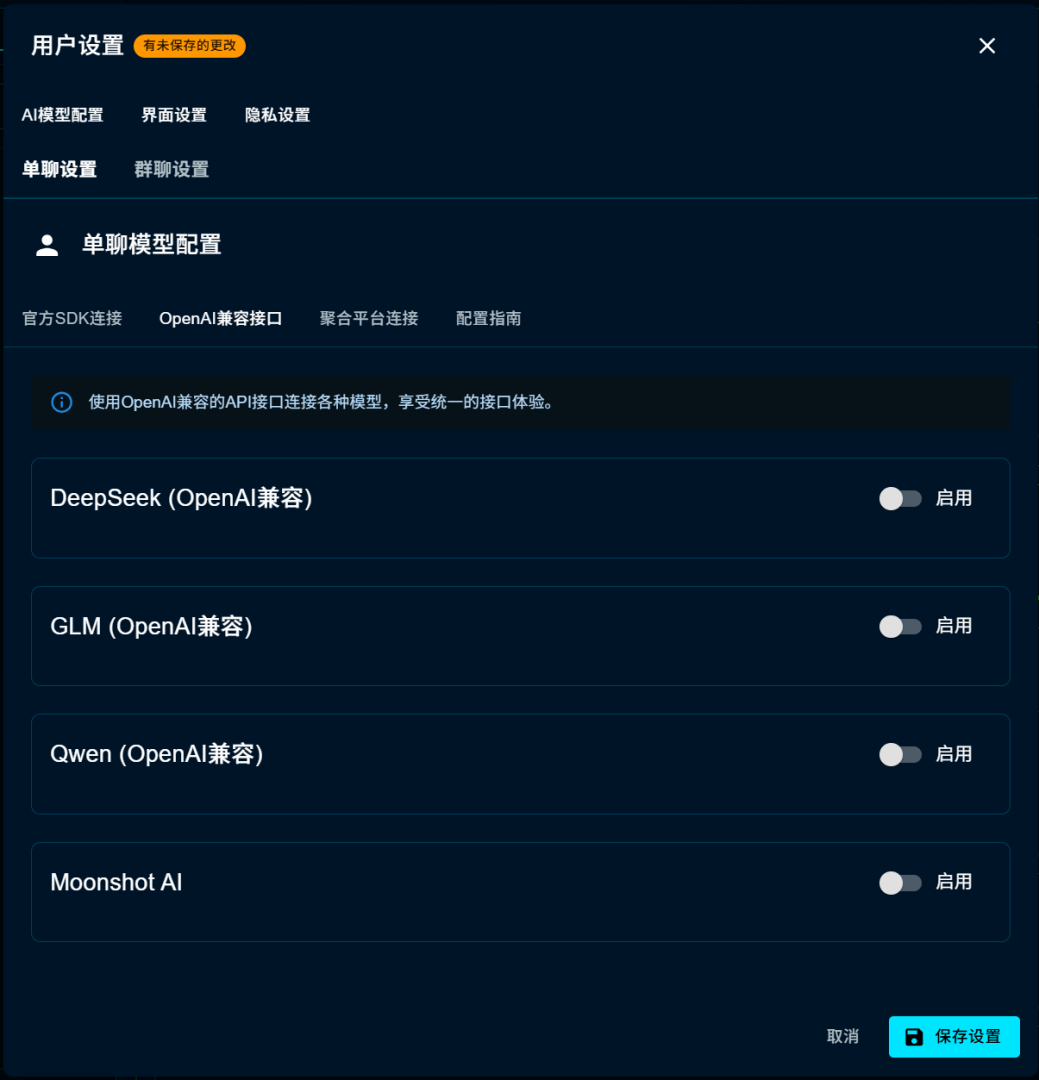 用户设置 有未保存的更改
AI模型配置 界面设置 隐私设置
单聊设置 群聊设置
单聊模型配置
官方SDK连接 OpenAI兼容接口 聚合平台连接 配置指南
使用OpenAI兼容的API接口连接各种模型，享受统一的接口体验。
DeepSeek (OpenAI兼容) 启用
GLM (OpenAI兼容) 启用
Qwen (OpenAI兼容) 启用
Moonshot AI 启用
取消 保存设置